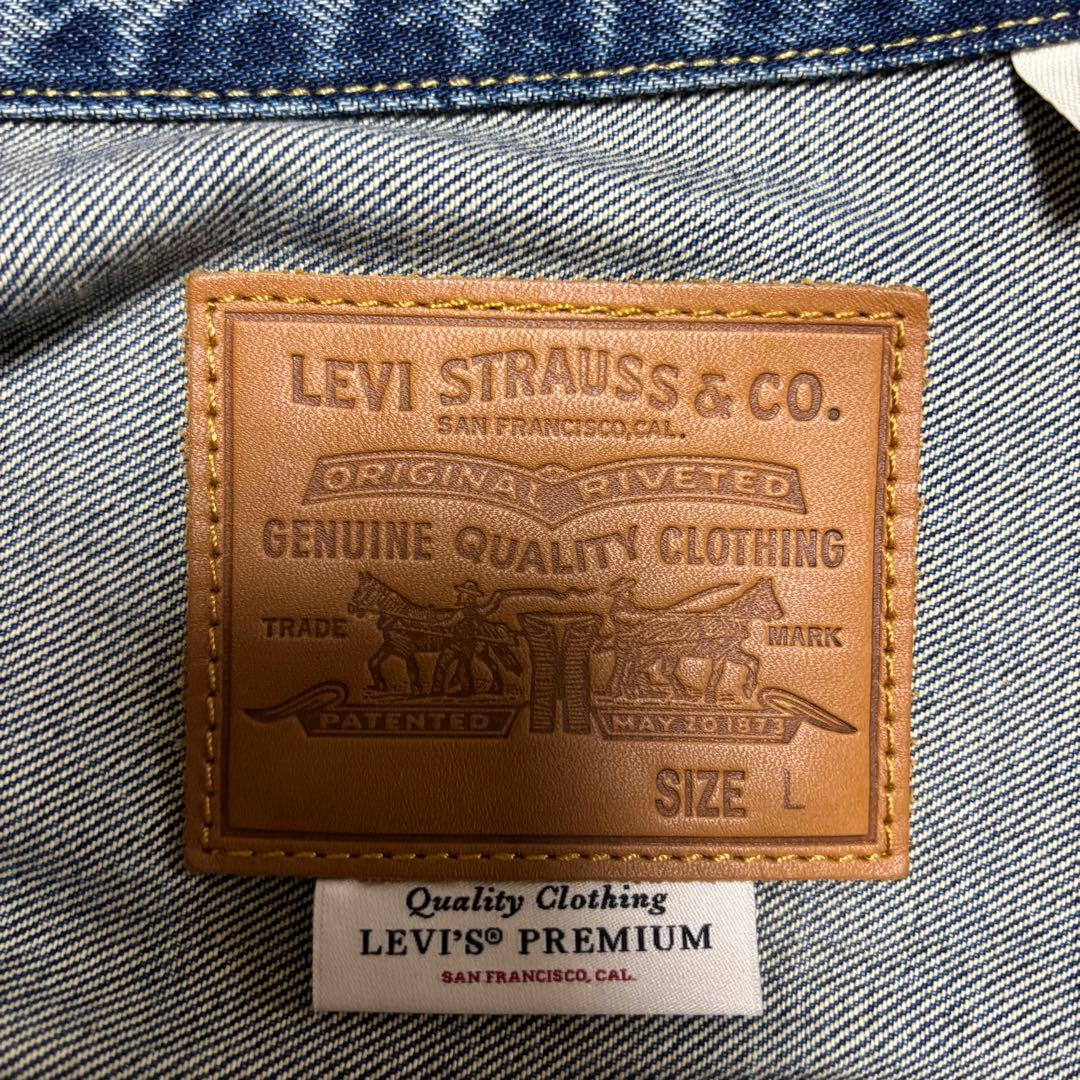 LEVI STRAUSS & CO.
SAN FRANCISCO, CAL.
ORIGINAL RIVETED
GENUINE QUALITY CLOTHING
TRADE MARK
PATENTED MAY 20 1873
SIZE L
Quality Clothing
LEVI'S® PREMIUM
SAN FRANCISCO, CAL.